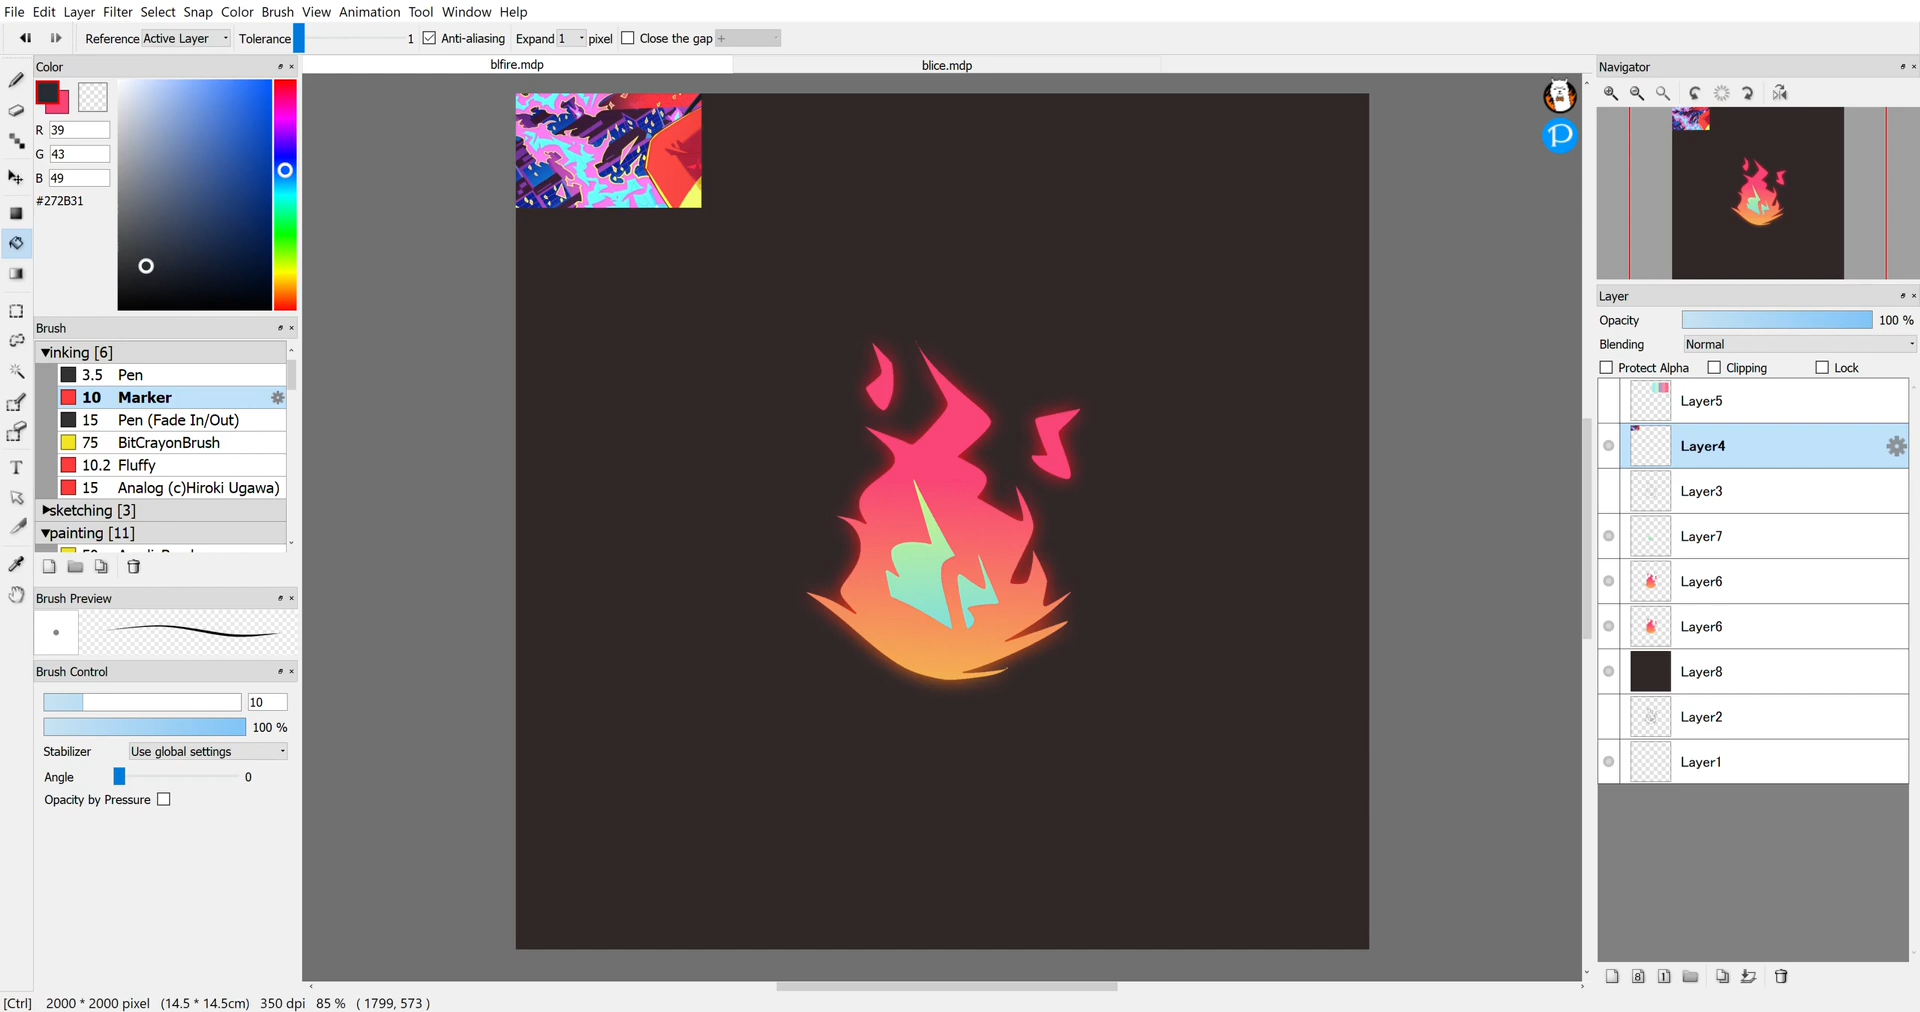 File Edit Layer Filter Select Snap Color Brush View Animation Tool Window Help
Reference Active Layer Tolerance 1 Anti-aliasing Expand 1 pixel Close the gap +
Color
R 39
G 43
B 49
#272B31
Brush
inking [6]
3.5 Pen
10 Marker
15 Pen (Fade In/Out)
75 BitCrayonBrush
10.2 Fluffy
15 Analog (c)Hiroki Ugawa)
sketching [3]
painting [11]
Brush Preview
Brush Control
10
100 %
Stabilizer Use global settings
Angle 0
Opacity by Pressure
blfire.mdp blice.mdp
P
Navigator
Layer
Opacity 100 %
Blending Normal
Protect Alpha Clipping Lock
Layer5
Layer4
Layer3
Layer7
Layer6
Layer6
Layer8
Layer2
Layer1
8 1
[Ctrl] 2000 * 2000 pixel (14.5 * 14.5cm) 350 dpi 85 % ( 1799, 573 )